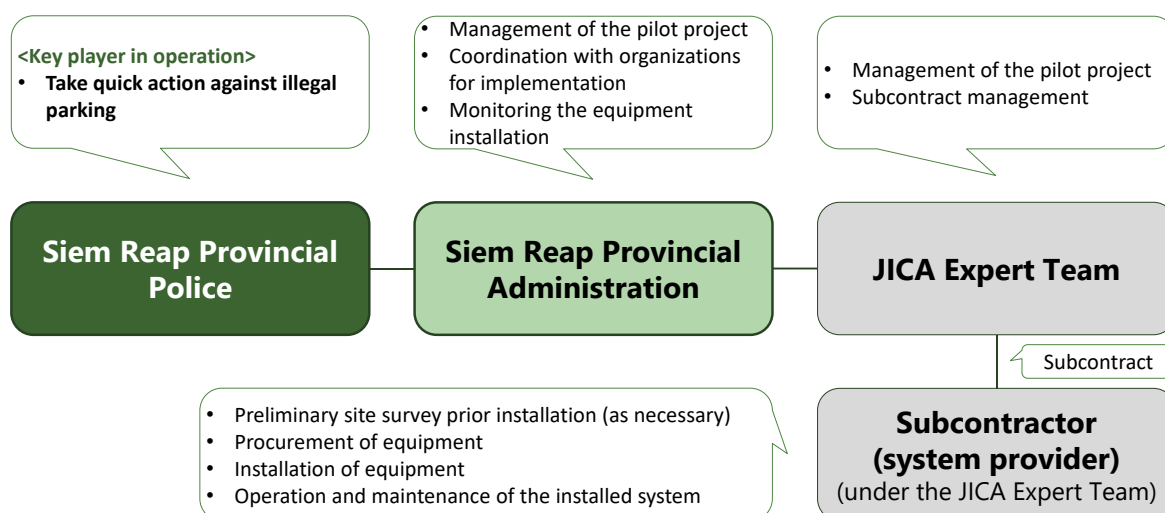 <Key player in operation>
• Take quick action against illegal
parking
• Management of the pilot project
• Coordination with organizations
for implementation
• Monitoring the equipment
installation
• Management of the pilot project
• Subcontract management
Siem Reap Provincial
Police
Siem Reap Provincial
Administration
JICA Expert Team
Subcontract
• Preliminary site survey prior installation (as necessary)
• Procurement of equipment
• Installation of equipment
• Operation and maintenance of the installed system
Subcontractor
(system provider)
(under the JICA Expert Team)